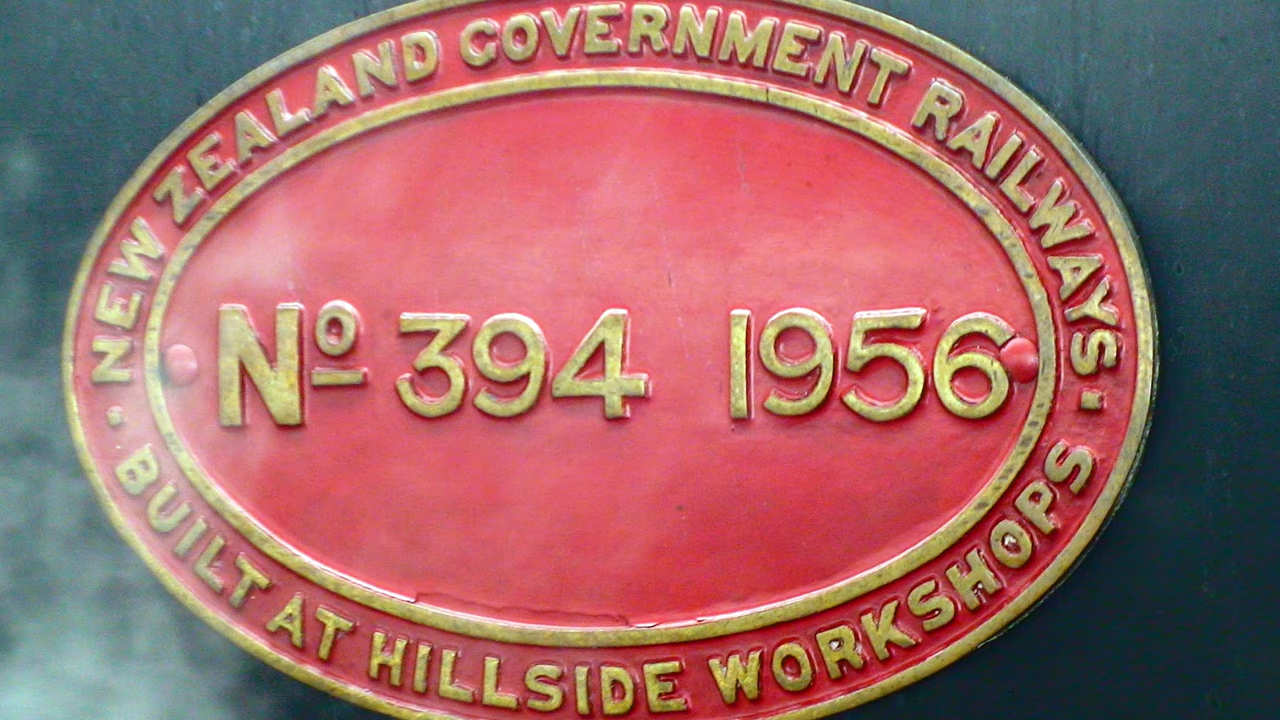 NEW ZEALAND GOVERNMENT RAILWAYS.
Nº 394 1956
· BUILT AT HILLSIDE WORKSHOPS